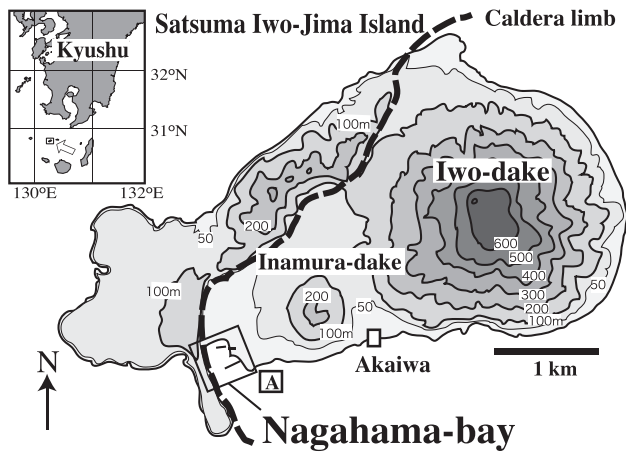 Satsuma Iwo-Jima Island
Caldera limb
Kyushu
32°N
31°N
130°E
132°E
100m
Iwo-dake
200
50
600
500
400
300
200
100m
50
Inamura-dake
100m
200
50
100m
Akaiwa
1 km
N
A
Nagahama-bay